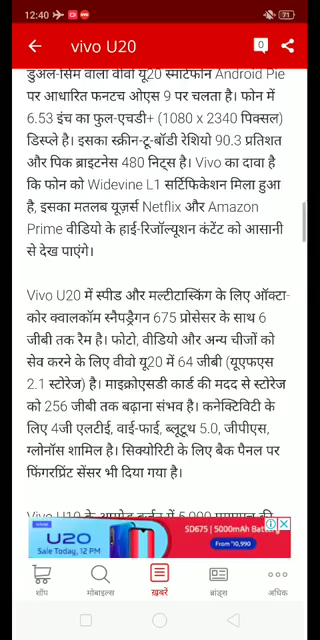 12:40
71
vivo U20
डुअल-सिम वाला वीवो यू20 स्मार्टफोन Android Pie
पर आधारित फनटच ओएस 9 पर चलता है। फोन में
6.53 इंच का फुल-एचडी+ (1080 x 2340 पिक्सल)
डिस्प्ले है। इसका स्क्रीन-टू-बॉडी रेशियो 90.3 प्रतिशत
और पिक ब्राइटनेस 480 निट्स है। Vivo का दावा है
कि फोन को Widevine L1 सर्टिफिकेशन मिला हुआ
है, इसका मतलब यूज़र्स Netflix और Amazon
Prime वीडियो के हाई-रिजॉल्यूशन कंटेंट को आसानी
से देख पाएंगे।
Vivo U20 में स्पीड और मल्टीटास्किंग के लिए ऑक्टा-
कोर क्वालकॉम स्नैपड्रैगन 675 प्रोसेसर के साथ 6
जीबी तक रैम है। फोटो, वीडियो और अन्य चीजों को
सेव करने के लिए वीवो यू20 में 64 जीबी (यूएफएस
2.1 स्टोरेज) है। माइक्रोएसडी कार्ड की मदद से स्टोरेज
को 256 जीबी तक बढ़ाना संभव है। कनेक्टिविटी के
लिए 4जी एलटीई, वाई-फाई, ब्लूटूथ 5.0, जीपीएस,
ग्लोनॉस शामिल है। सिक्योरिटी के लिए बैक पैनल पर
फिंगरप्रिंट सेंसर भी दिया गया है।
vivo
U20
Sale Today, 12 PM
SD675 | 5000mAh Batt
From ₹10,990
शॉप
मोबाइल्स
ख़बरें
ब्रांड्स
अधिक